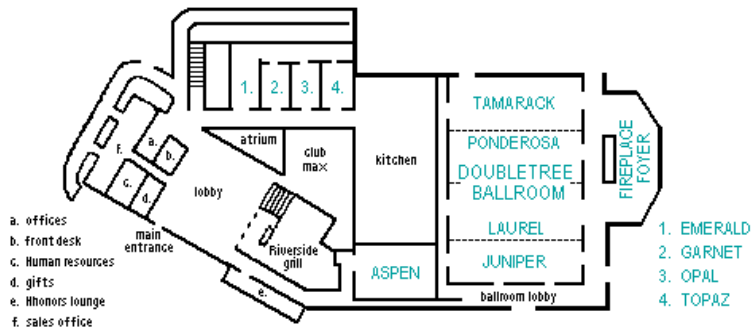 1.
2.
3.
4.
TAMARACK
atrium
club
max
kitchen
PONDEROSA
DOUBLETREE
BALLROOM
FIREPLACE
FOYER
f.
a.
b.
c.
d.
lobby
main
entrance
Riverside
grill
e.
ASPEN
LAUREL
JUNIPER
ballroom lobby
a. offices
b. front desk
c. Human resources
d. gifts
e. Hhonors lounge
f. sales office
1. EMERALD
2. GARNET
3. OPAL
4. TOPAZ